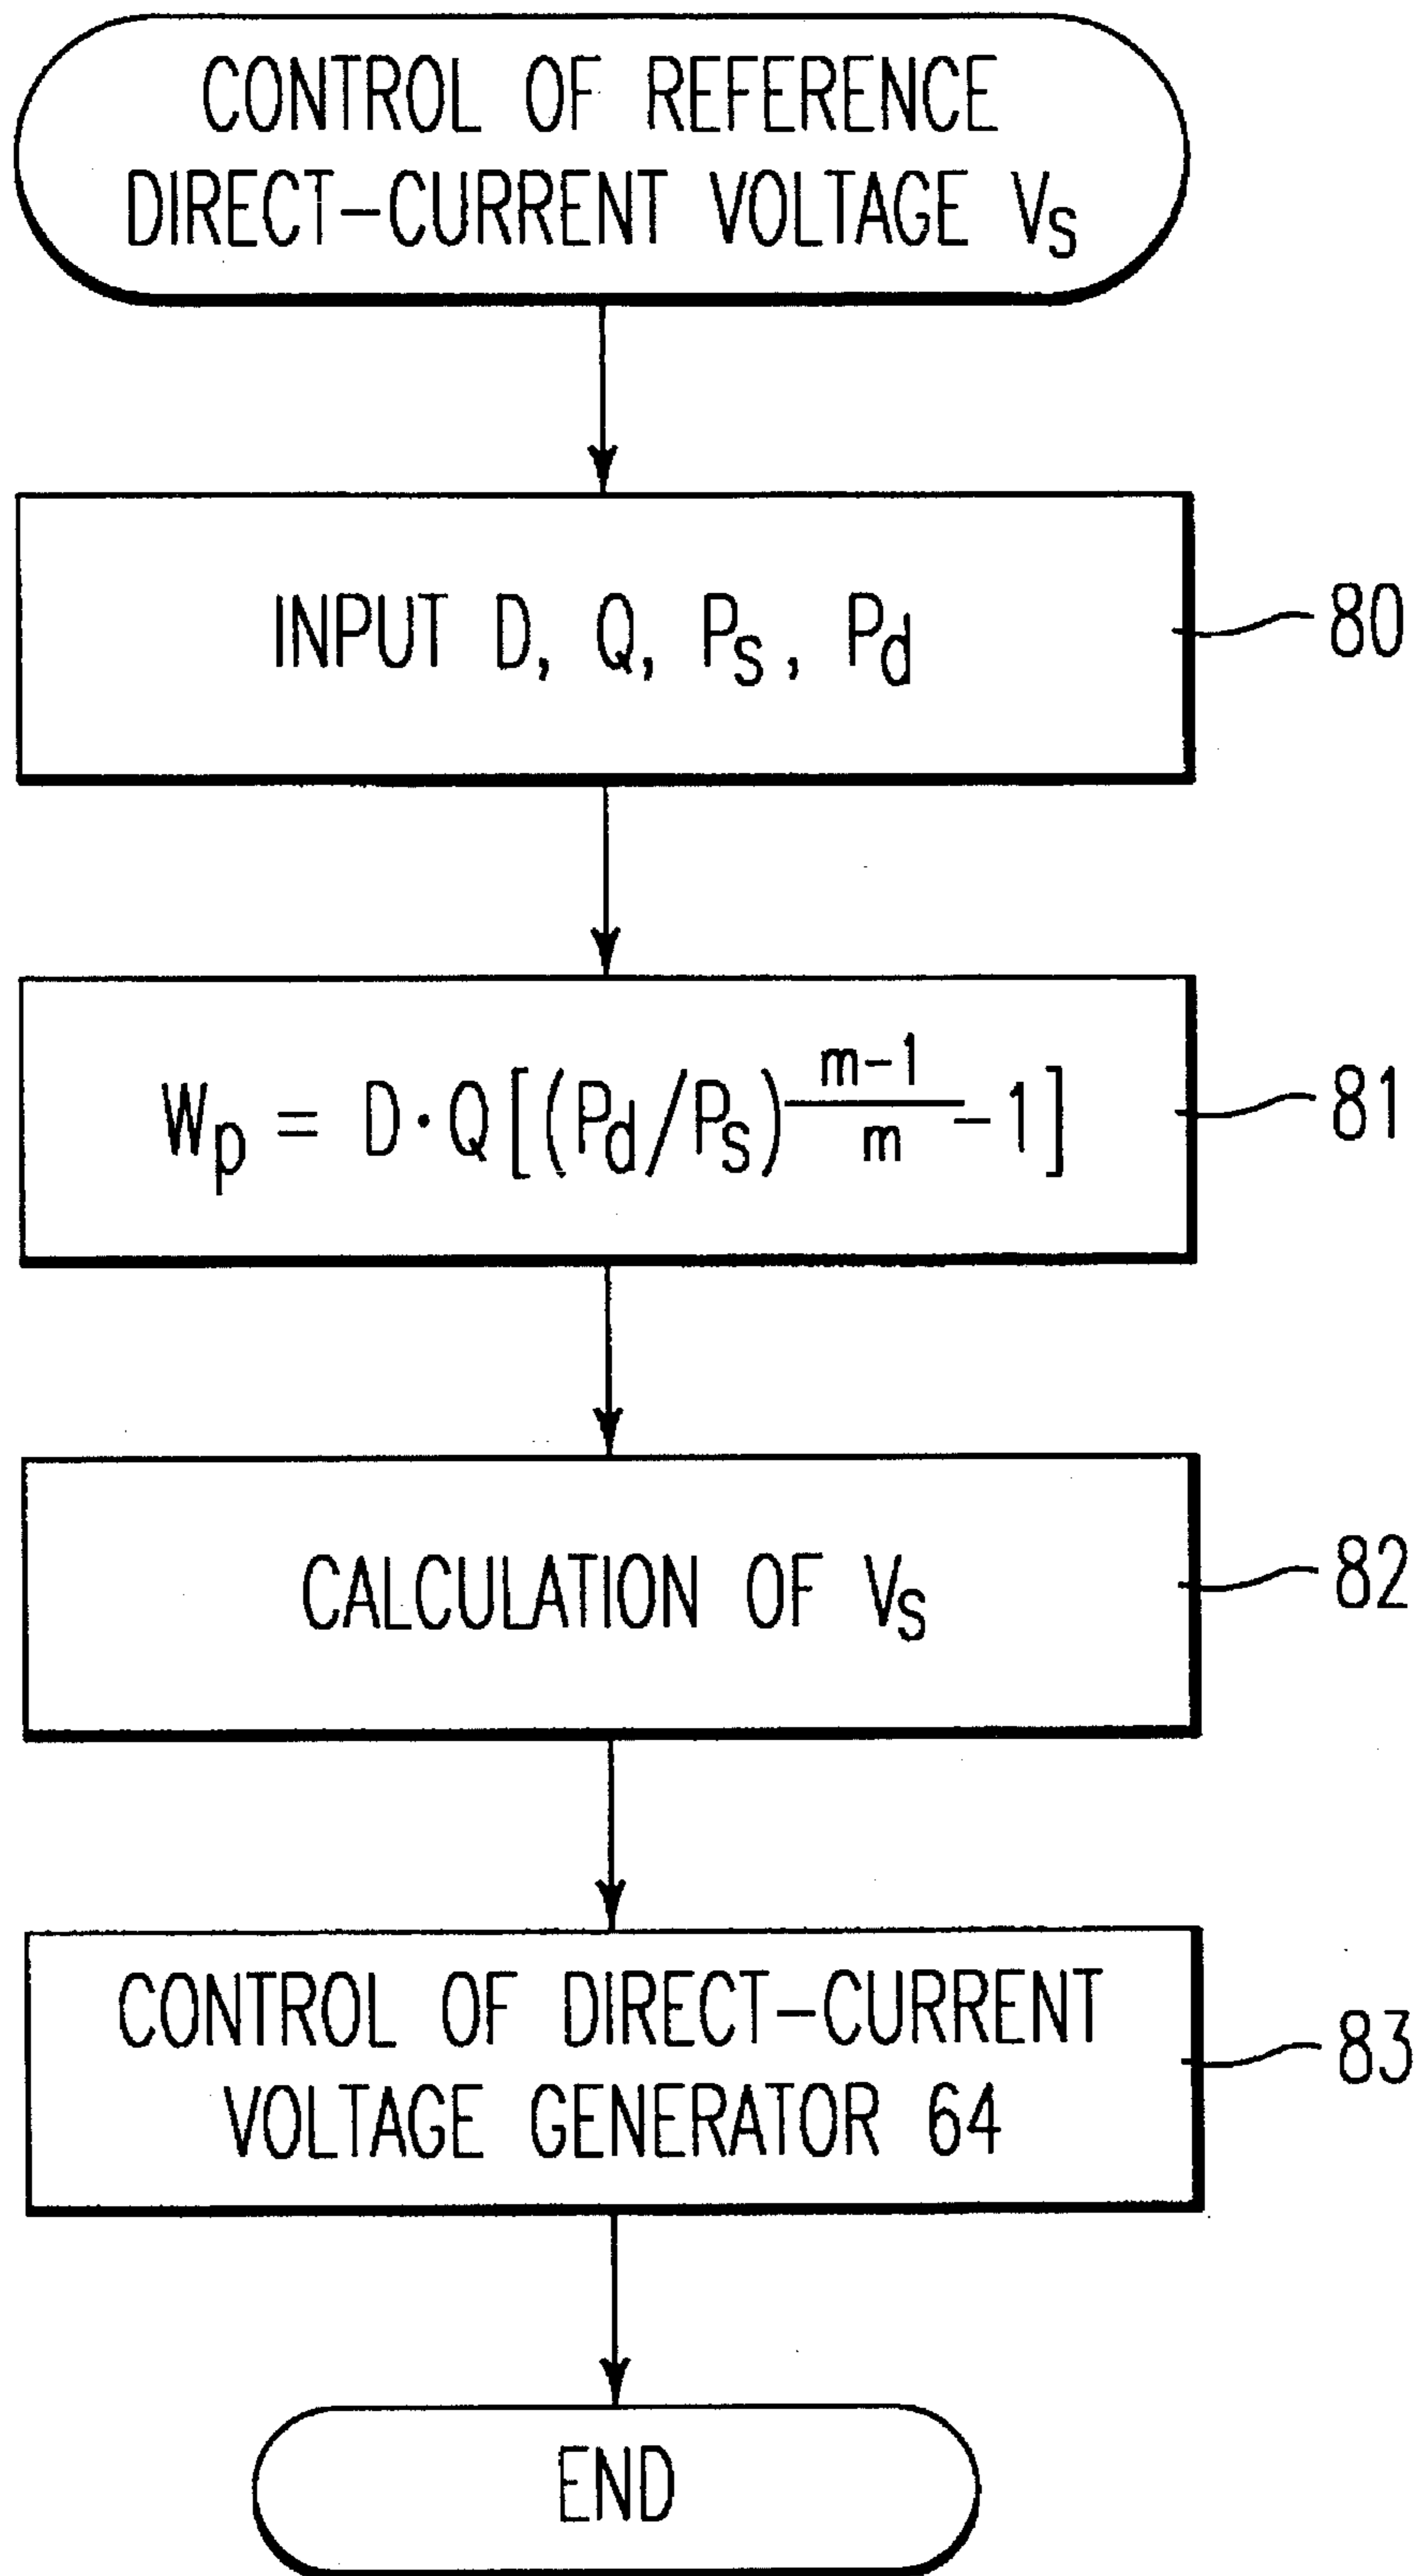 CONTROL OF REFERENCE
DIRECT-CURRENT VOLTAGE Vs
INPUT D, Q, Ps, Pd
80
Wp = D·Q[(Pd/Ps)^(m-1/m) -1]
81
CALCULATION OF Vs
82
CONTROL OF DIRECT-CURRENT
VOLTAGE GENERATOR 64
83
END